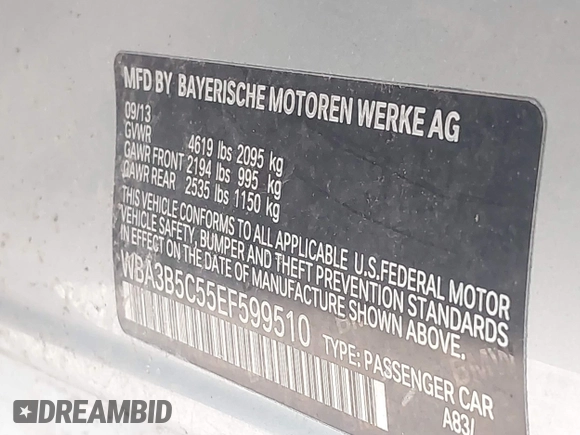 MFD BY BAYERISCHE MOTOREN WERKE AG
09/13
GVWR 4619 lbs 2095 kg
GAWR FRONT 2194 lbs 995 kg
GAWR REAR 2535 lbs 1150 kg
THIS VEHICLE CONFORMS TO ALL APPLICABLE U.S.FEDERAL MOTOR
VEHICLE SAFETY, BUMPER AND THEFT PREVENTION STANDARDS
IN EFFECT ON THE DATE OF MANUFACTURE SHOWN ABOVE.
WBA3B5C55EF599510 TYPE: PASSENGER CAR
A83/
DREAMBID